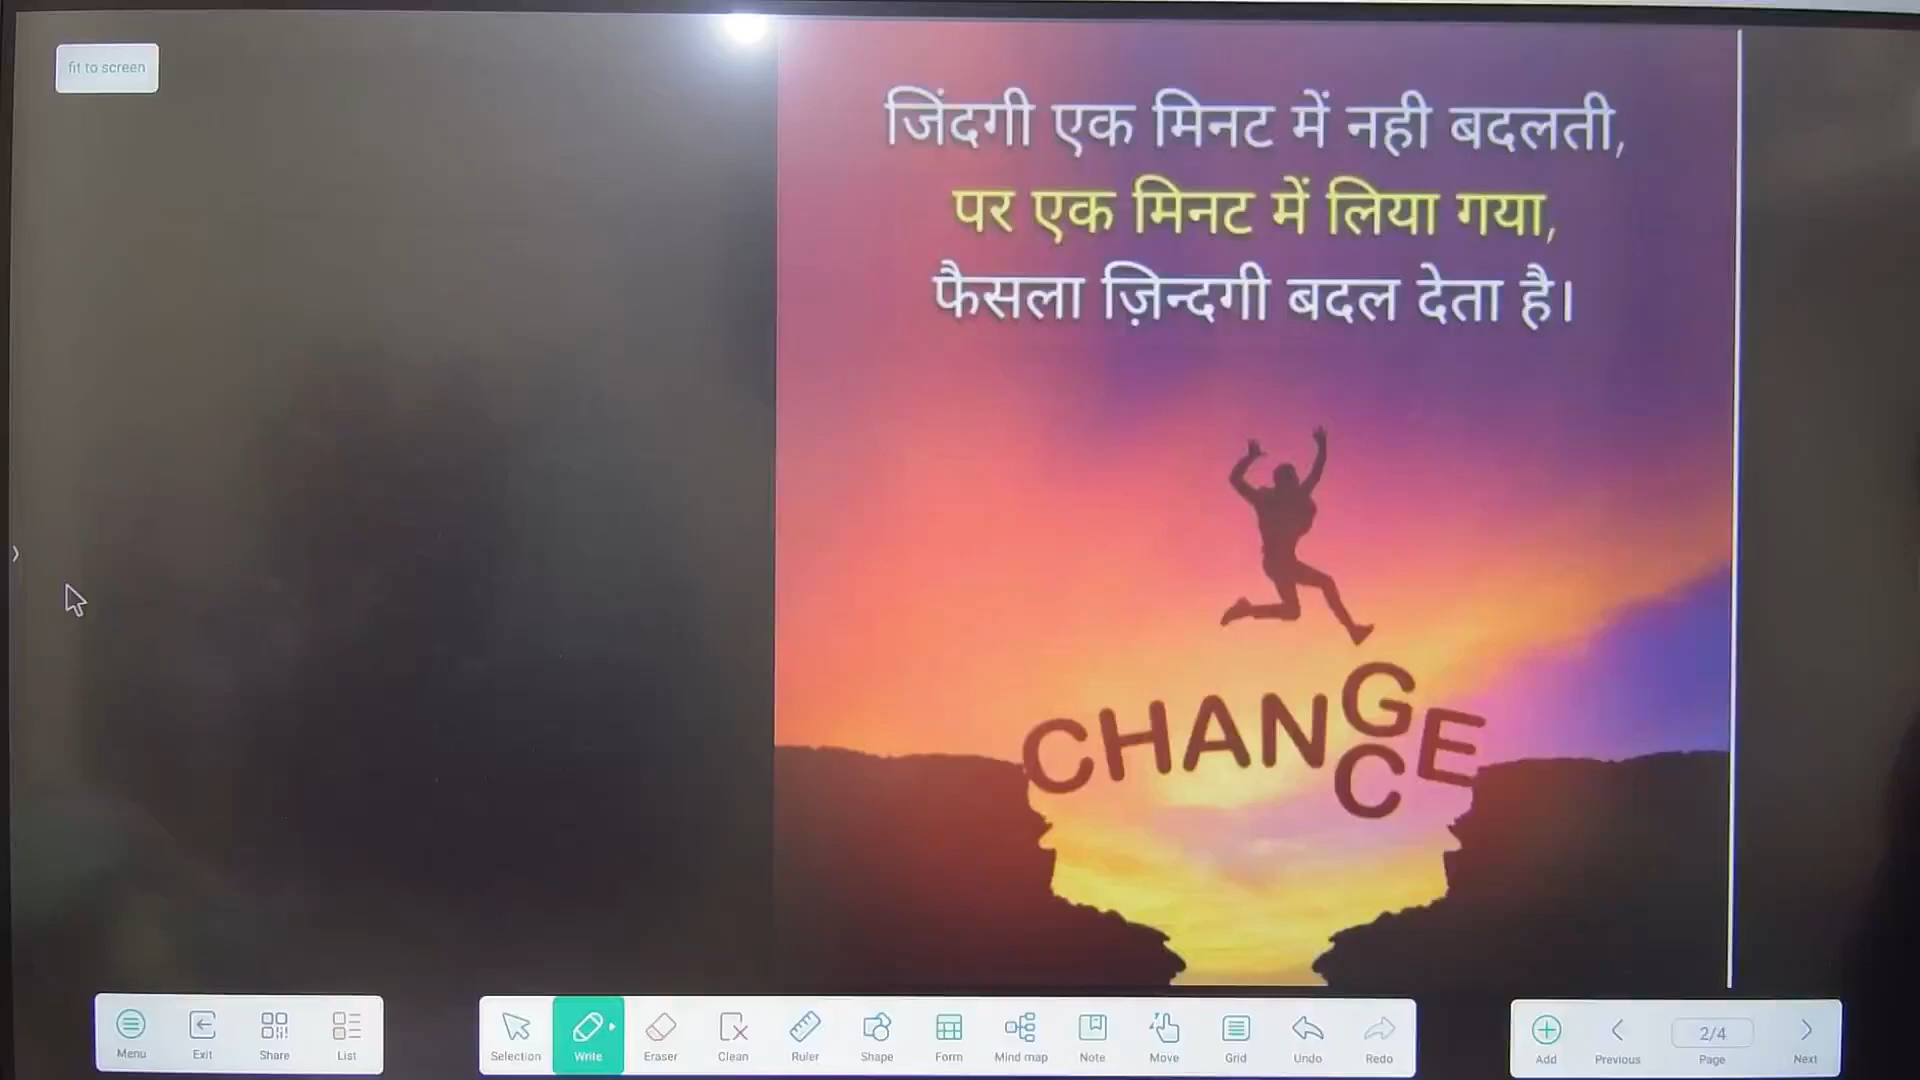 fit to screen
जिंदगी एक मिनट में नही बदलती,
पर एक मिनट में लिया गया,
फैसला ज़िन्दगी बदल देता है।
CHANGE
C
Menu Exit Share List
Selection Write Eraser Clean Ruler Shape Form Mind map Note Move Grid Undo Redo
Add Previous 2/4 Page Next